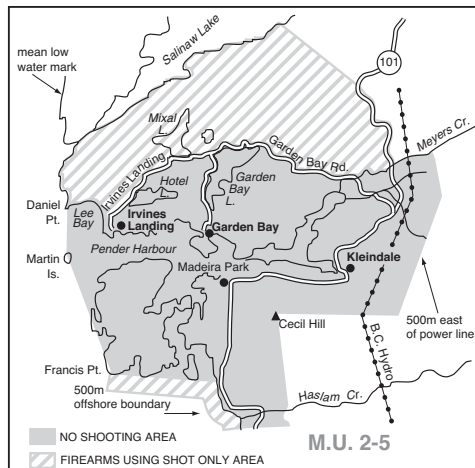 mean low
water mark
Salinaw Lake
101
Meyers Cr.
Mixal
L.
Irvines Landing
Garden Bay Rd.
Hotel
Garden
Bay
L.
Daniel
Pt.
Lee
Bay
Irvines
Landing
Garden Bay
Pender Harbour
Martin
Is.
Madeira Park
Kleindale
Cecil Hill
500m east
of power line
B.C. Hydro
Francis Pt.
500m
offshore boundary
Haslam Cr.
NO SHOOTING AREA
FIREARMS USING SHOT ONLY AREA
M.U. 2-5